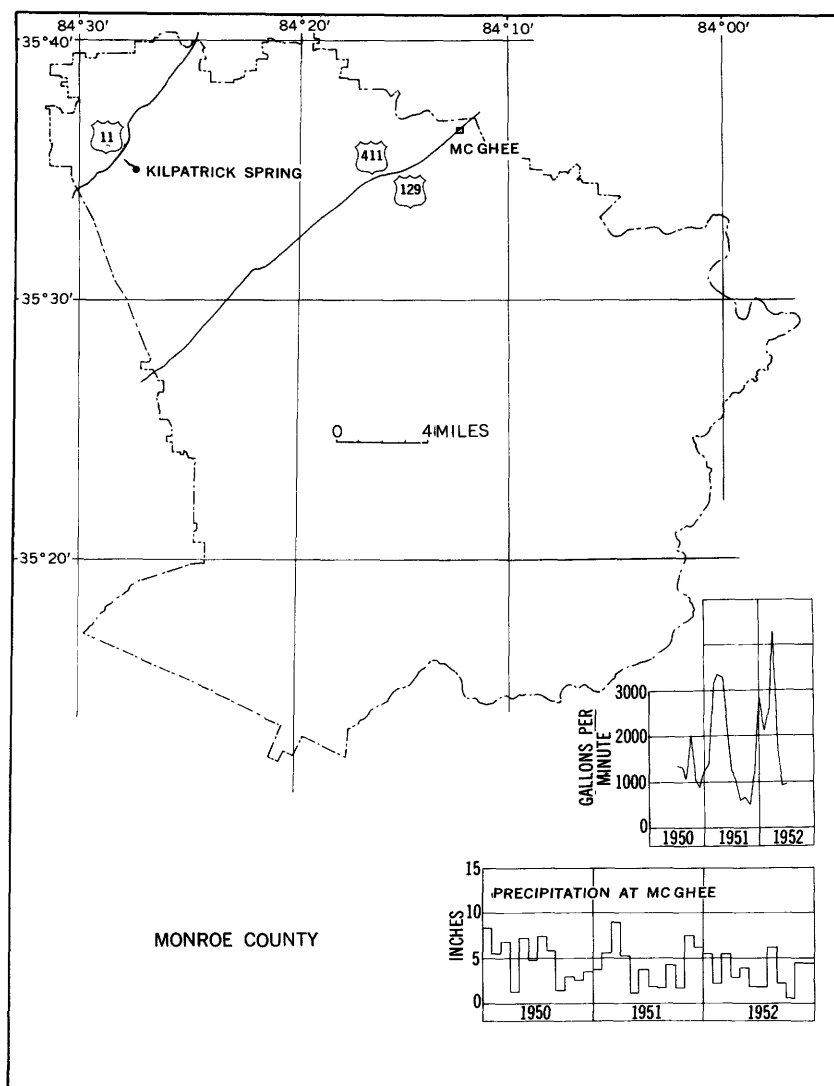 84°30' 84°20' 84°10' 84°00'
35°40'
11
KILPATRICK SPRING
411
129
MC GHEE
35°30'
0 4 MILES
35°20'
GALLONS PER
MINUTE
3000
2000
1000
0
1950 1951 1952
MONROE COUNTY
PRECIPITATION AT MC GHEE
INCHES
15
10
5
0
1950 1951 1952